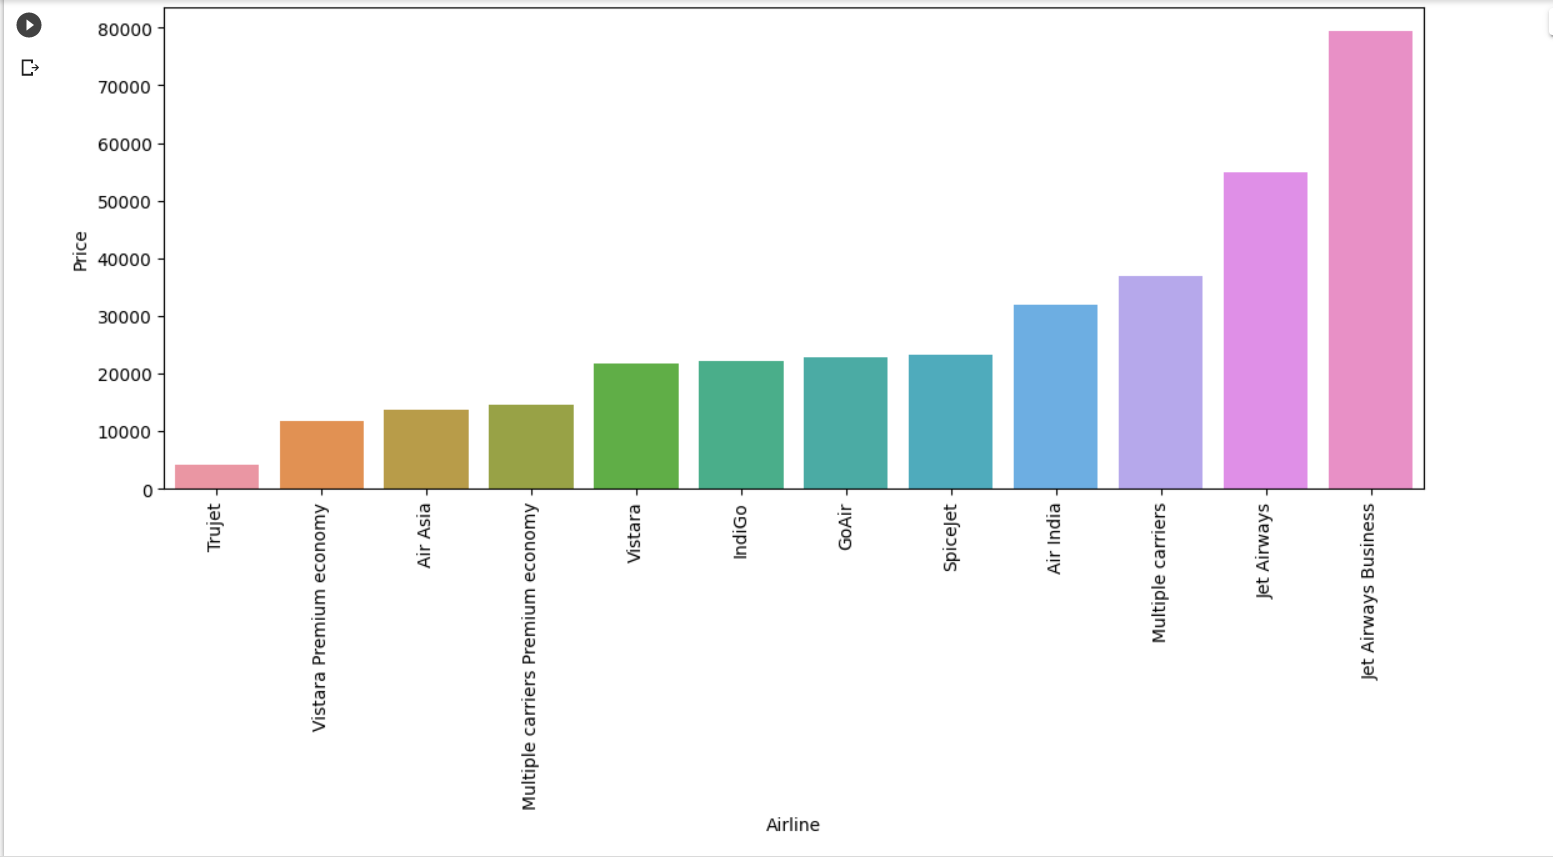 80000
70000
60000
50000
40000
30000
20000
10000
0
Price
Trujet
Vistara Premium economy
Air Asia
Multiple carriers Premium economy
Vistara
IndiGo
GoAir
SpiceJet
Air India
Multiple carriers
Jet Airways
Jet Airways Business
Airline